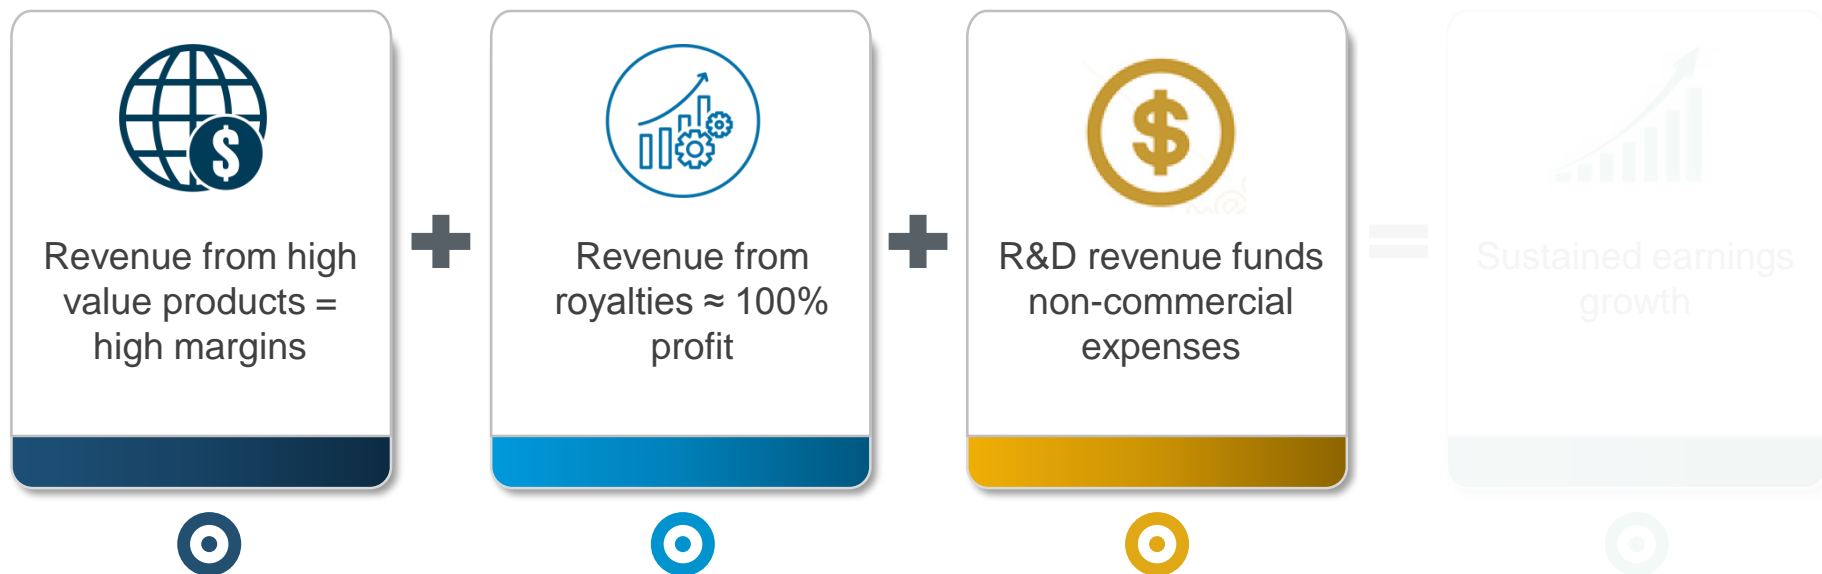 Revenue from high
value products =
high margins
+
Revenue from
royalties ≈ 100%
profit
+
R&D revenue funds
non-commercial
expenses
=
Sustained earnings
growth